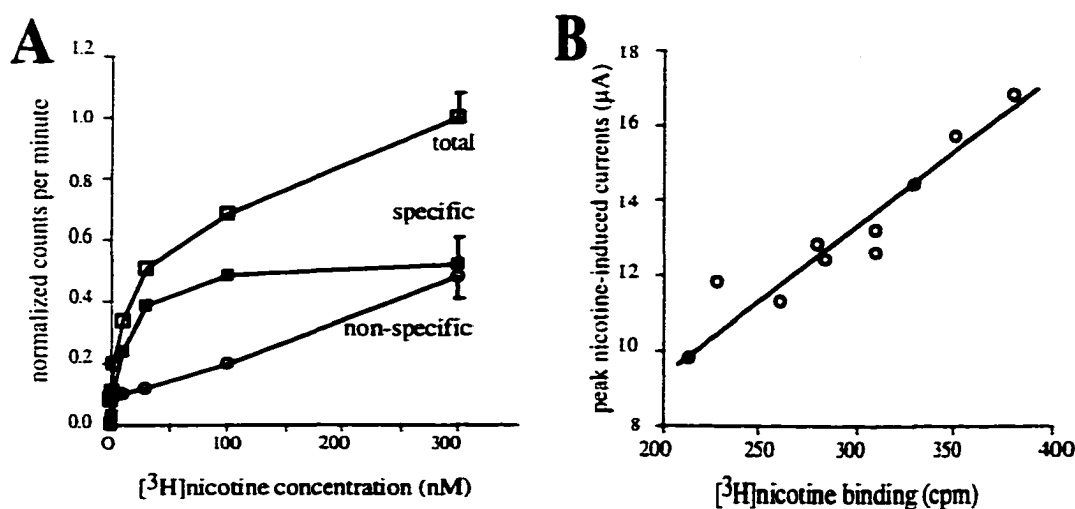 A
normalized counts per minute
1.2
1.0
0.8
0.6
0.4
0.2
0.0
total
specific
non-specific
0
100
200
300
[³H]nicotine concentration (nM)
B
peak nicotine-induced currents (µA)
18
16
14
12
10
8
200
250
300
350
400
[³H]nicotine binding (cpm)